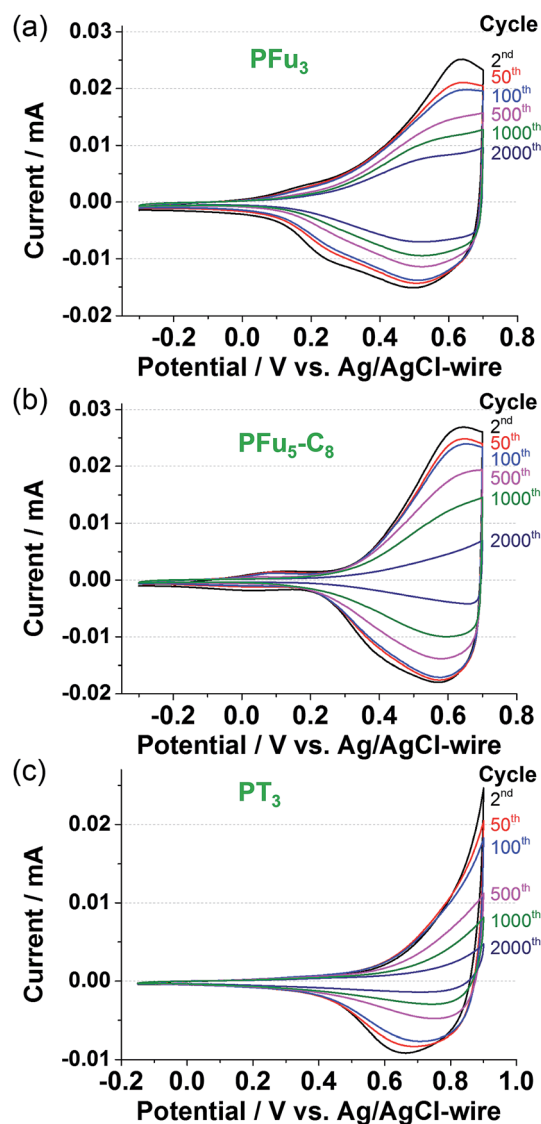 (a)
PFu₃
Cycle
2ⁿᵈ
50ᵗʰ
100ᵗʰ
500ᵗʰ
1000ᵗʰ
2000ᵗʰ
0.03
0.02
0.01
0.00
-0.01
-0.02
Current / mA
-0.2 0.0 0.2 0.4 0.6 0.8
Potential / V vs. Ag/AgCl-wire
(b)
PFu₅-C₈
Cycle
2ⁿᵈ
50ᵗʰ
100ᵗʰ
500ᵗʰ
1000ᵗʰ
2000ᵗʰ
0.03
0.02
0.01
0.00
-0.01
-0.02
Current / mA
-0.2 0.0 0.2 0.4 0.6 0.8
Potential / V vs. Ag/AgCl-wire
(c)
PT₃
Cycle
2ⁿᵈ
50ᵗʰ
100ᵗʰ
500ᵗʰ
1000ᵗʰ
2000ᵗʰ
0.02
0.01
0.00
-0.01
Current / mA
-0.2 0.0 0.2 0.4 0.6 0.8 1.0
Potential / V vs. Ag/AgCl-wire